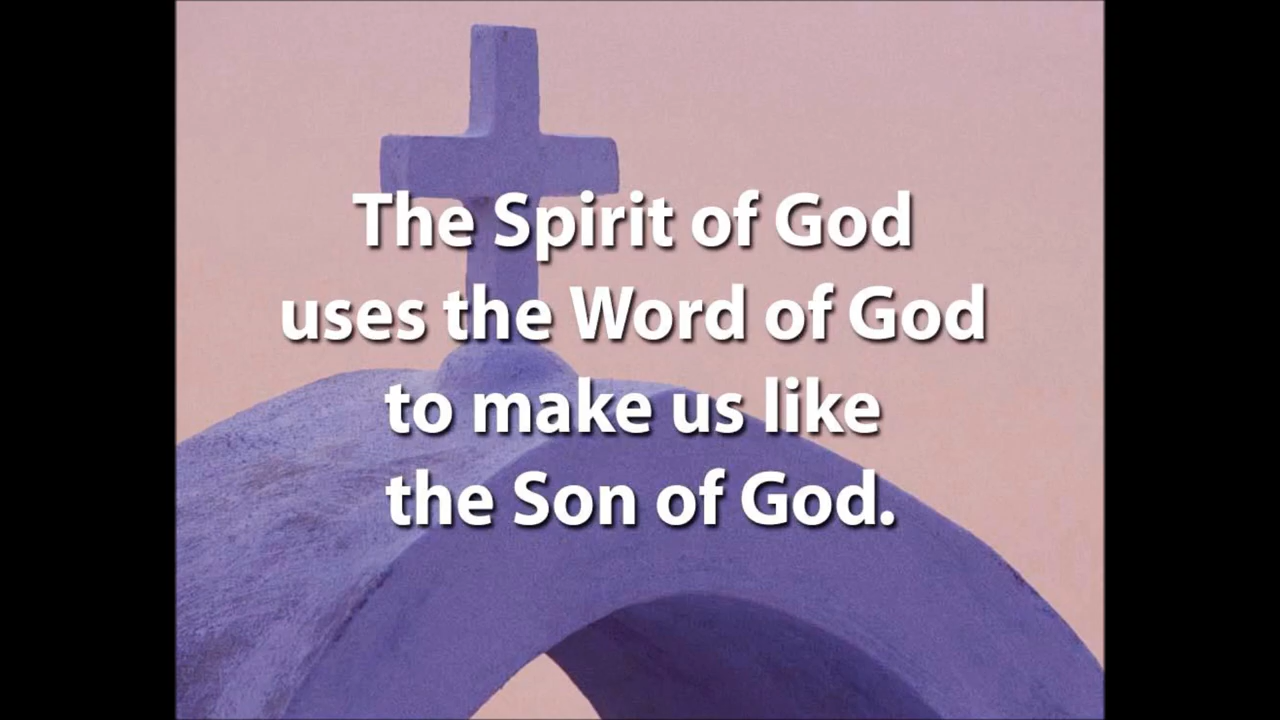 The Spirit of God
uses the Word of God
to make us like
the Son of God.